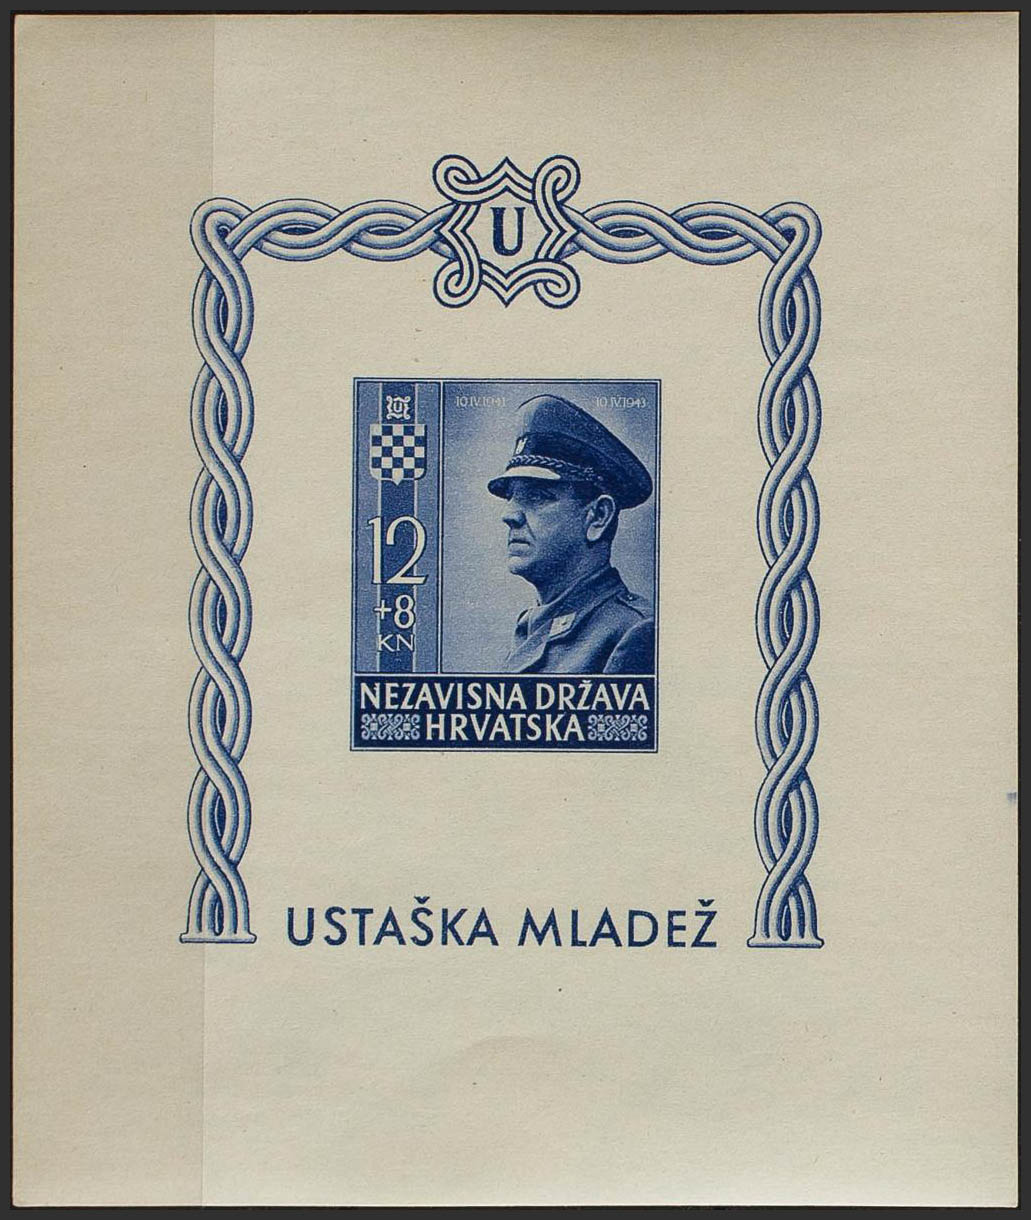 U
10.IV.1941 10.IV.1943
U
12
+8
KN
NEZAVISNA DRŽAVA
HRVATSKA
USTAŠKA MLADEŽ